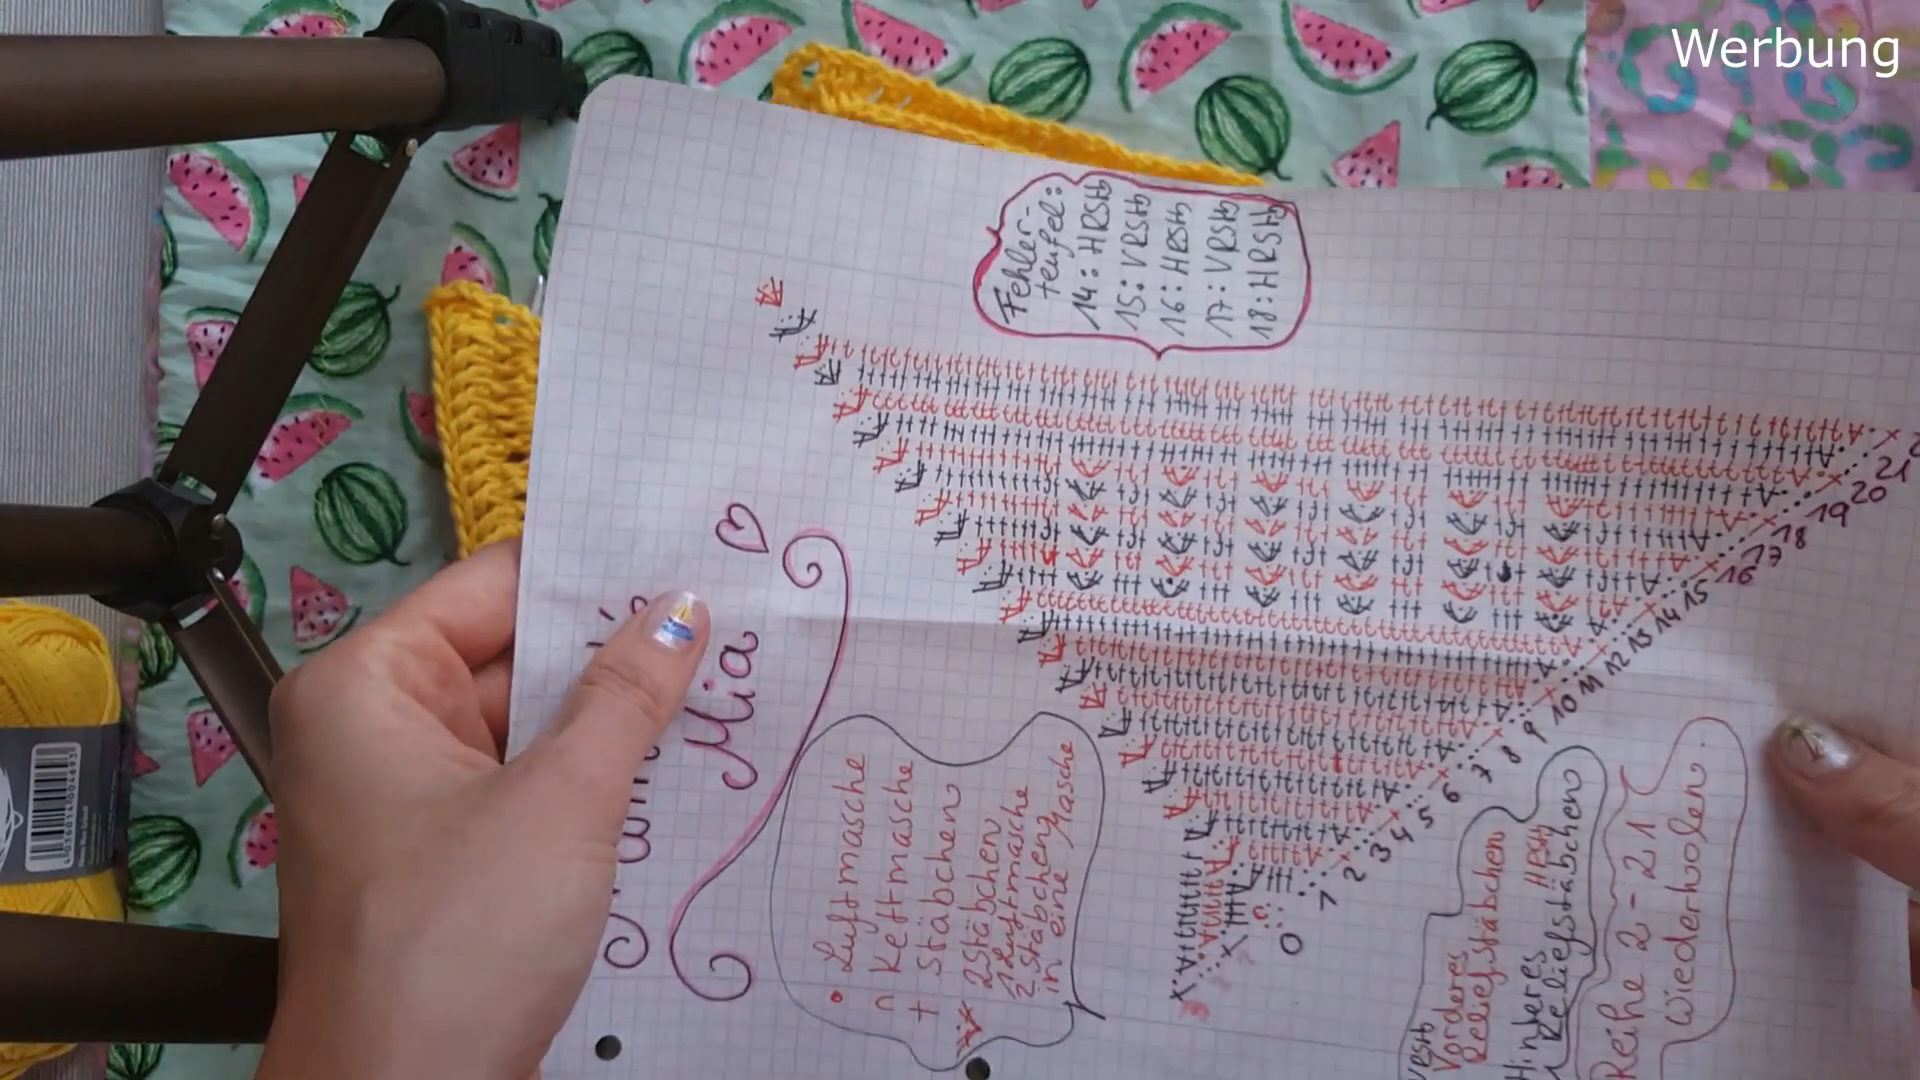 Werbung
Fehler-
teufel:
14: HRStb
15: VRStb
16: HRStb
17: VRStb
18: HRStb
Mia
Luftmasche
n Kettmasche
+ Stäbchen
2 Stäbchen
1 Luftmasche
2 Stäbchen
in eine Masche
0
1
2
3
4
5
6
7
8
9
10
11
12
13
14
15
16
17
18
19
20
21
VRStb
Vorderes
Reliefstäbchen
Hinteres HRStb
Reliefstäbchen
Reihe 2-21
wiederholen
4036014004693